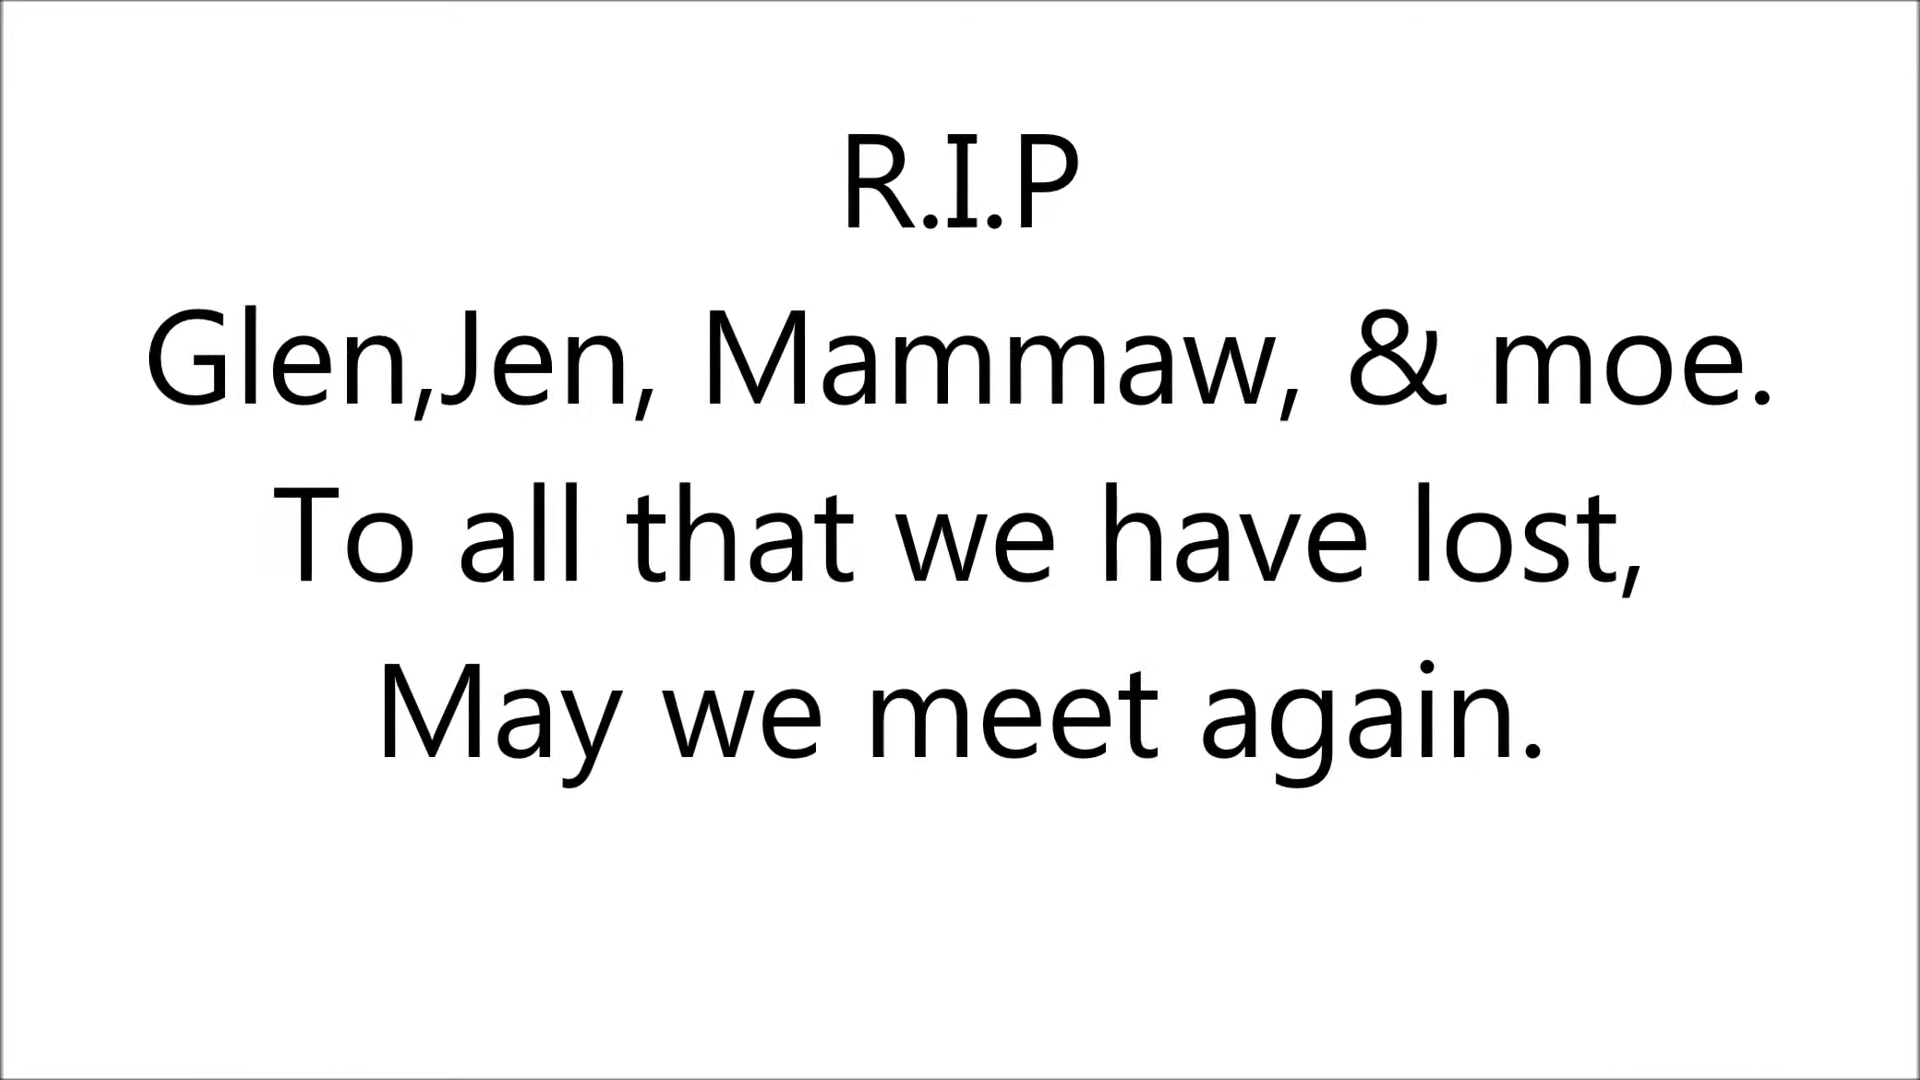 R.I.P
Glen,Jen, Mammaw, & moe.
To all that we have lost,
May we meet again.